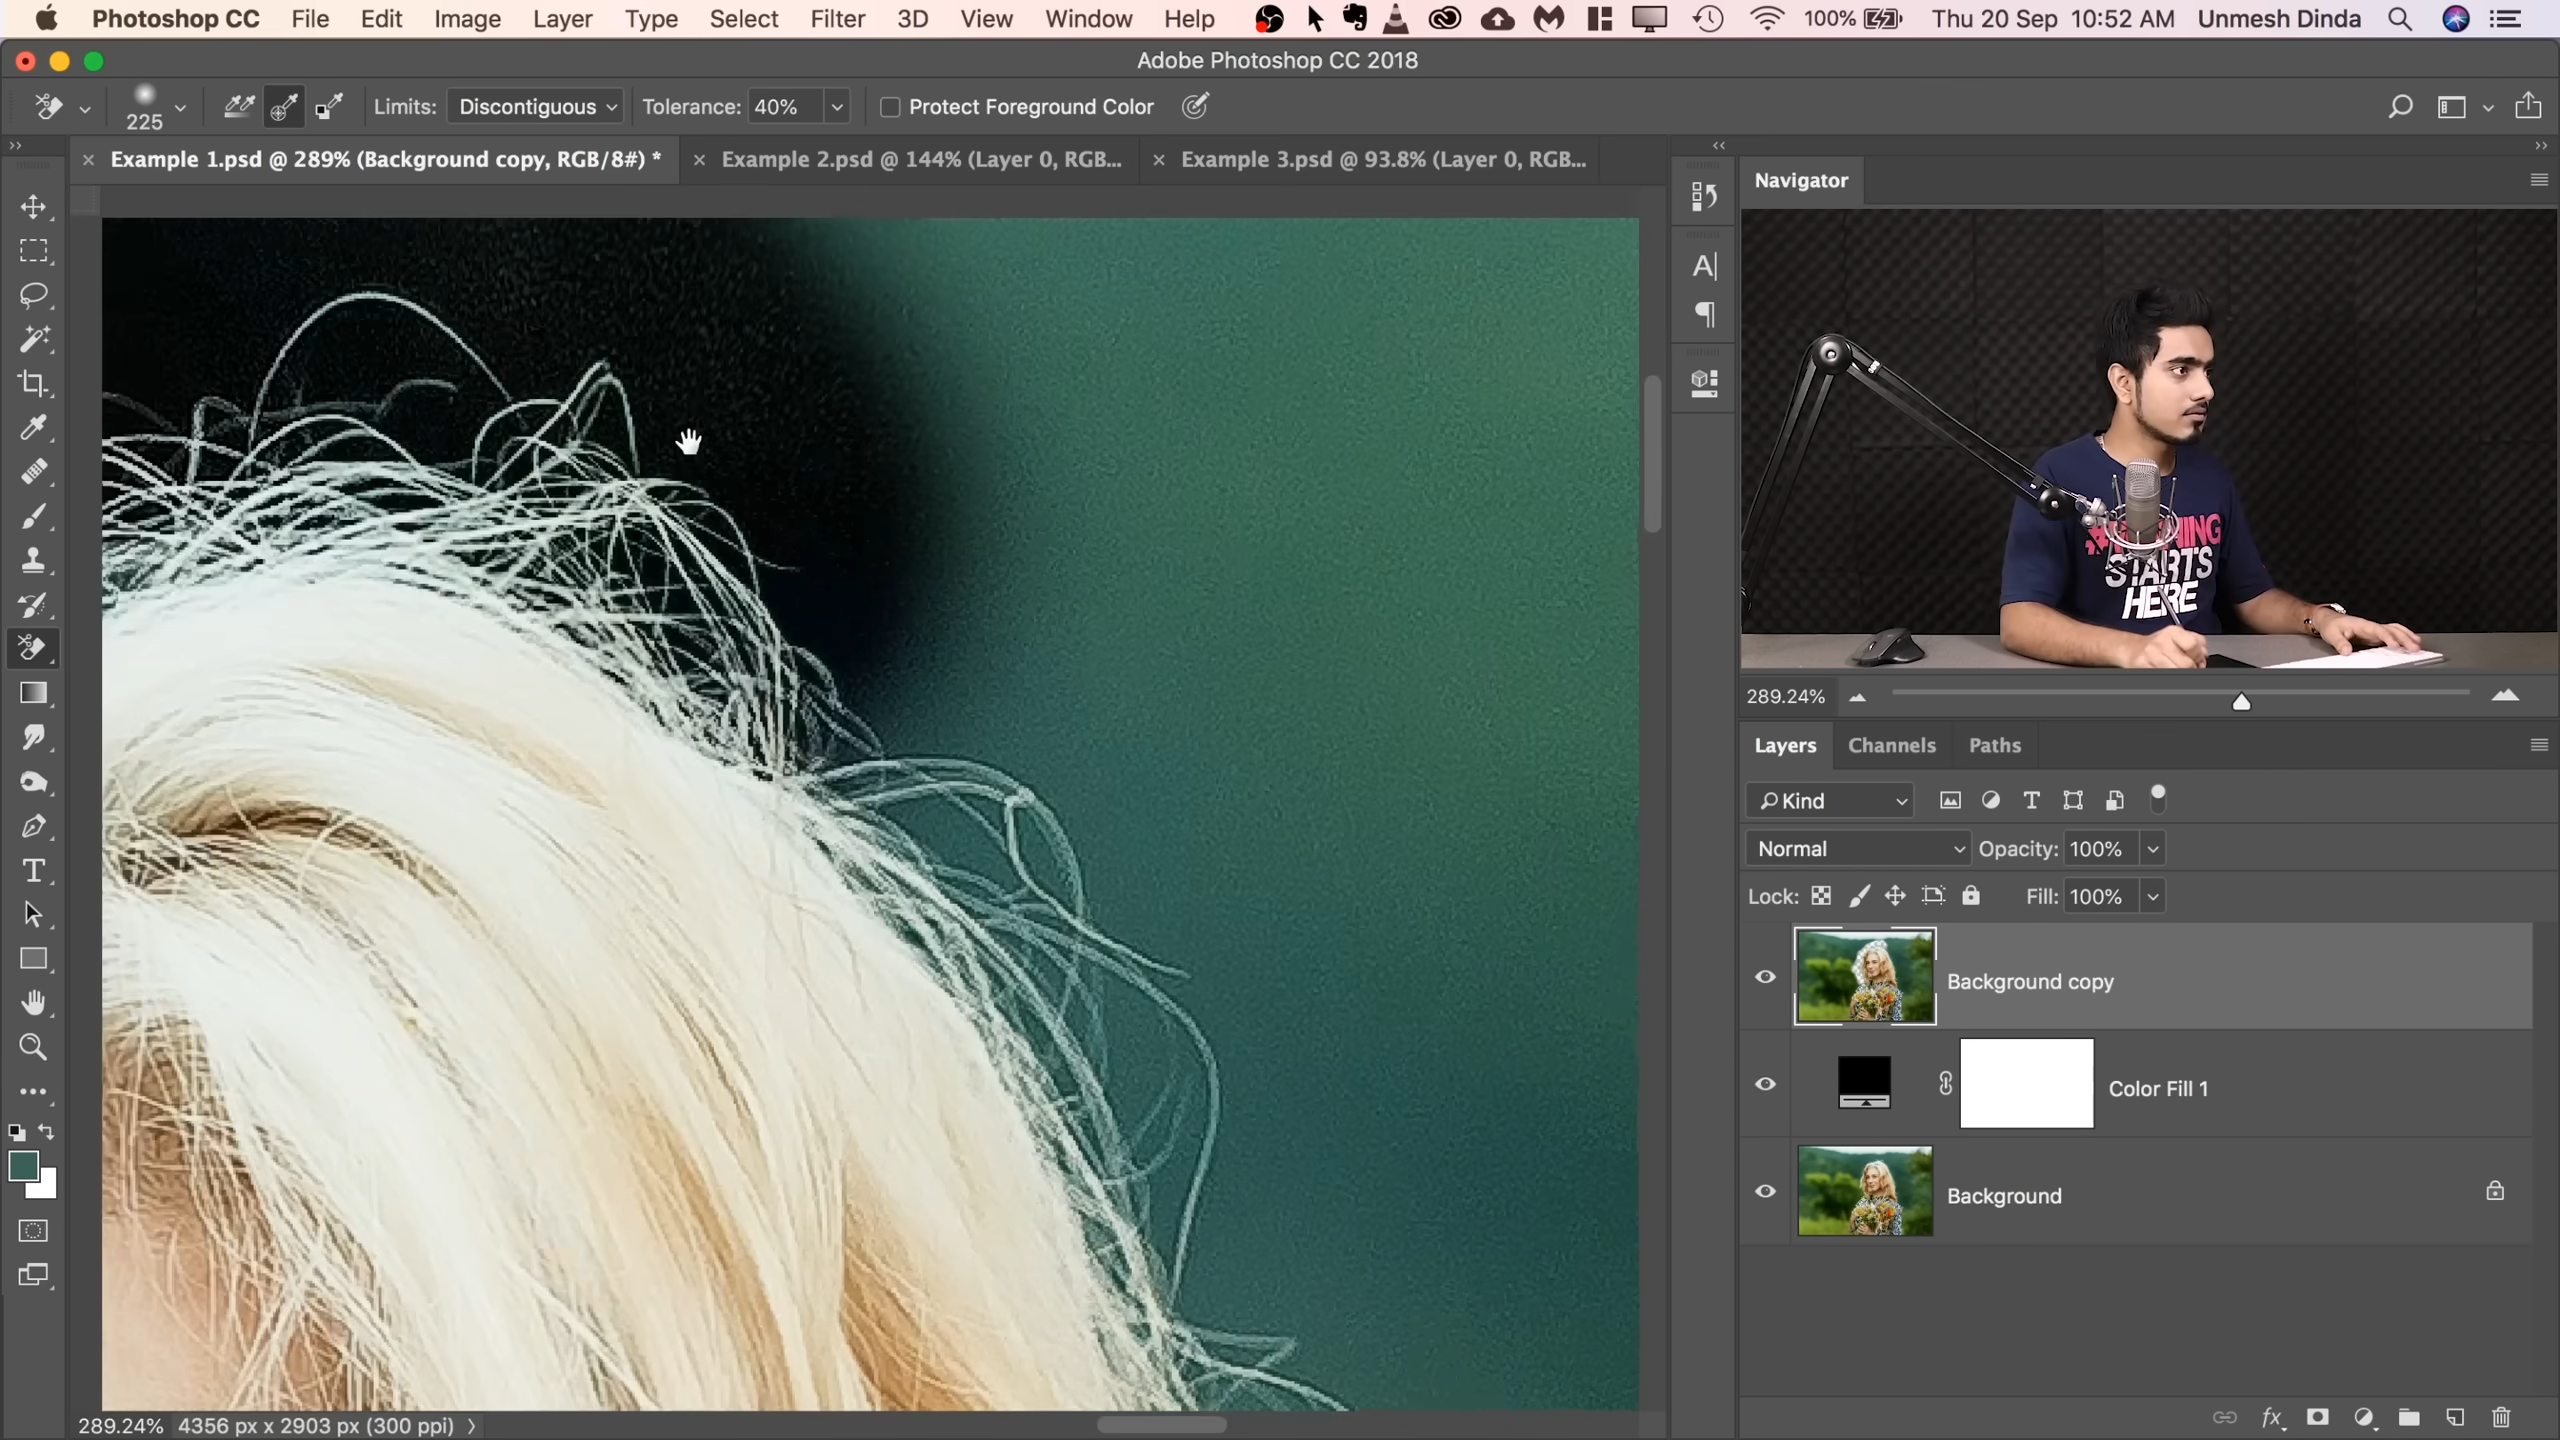 Photoshop CC File Edit Image Layer Type Select Filter 3D View Window Help 100% Thu 20 Sep 10:52 AM Unmesh Dinda
Adobe Photoshop CC 2018
225 Limits: Discontiguous Tolerance: 40% Protect Foreground Color
Example 1.psd @ 289% (Background copy, RGB/8#) * Example 2.psd @ 144% (Layer 0, RGB... Example 3.psd @ 93.8% (Layer 0, RGB...
Navigator
STARTS
HERE
289.24%
Layers Channels Paths
Kind
Normal Opacity: 100%
Lock: Fill: 100%
Background copy
Color Fill 1
Background
fx
289.24% 4356 px x 2903 px (300 ppi)